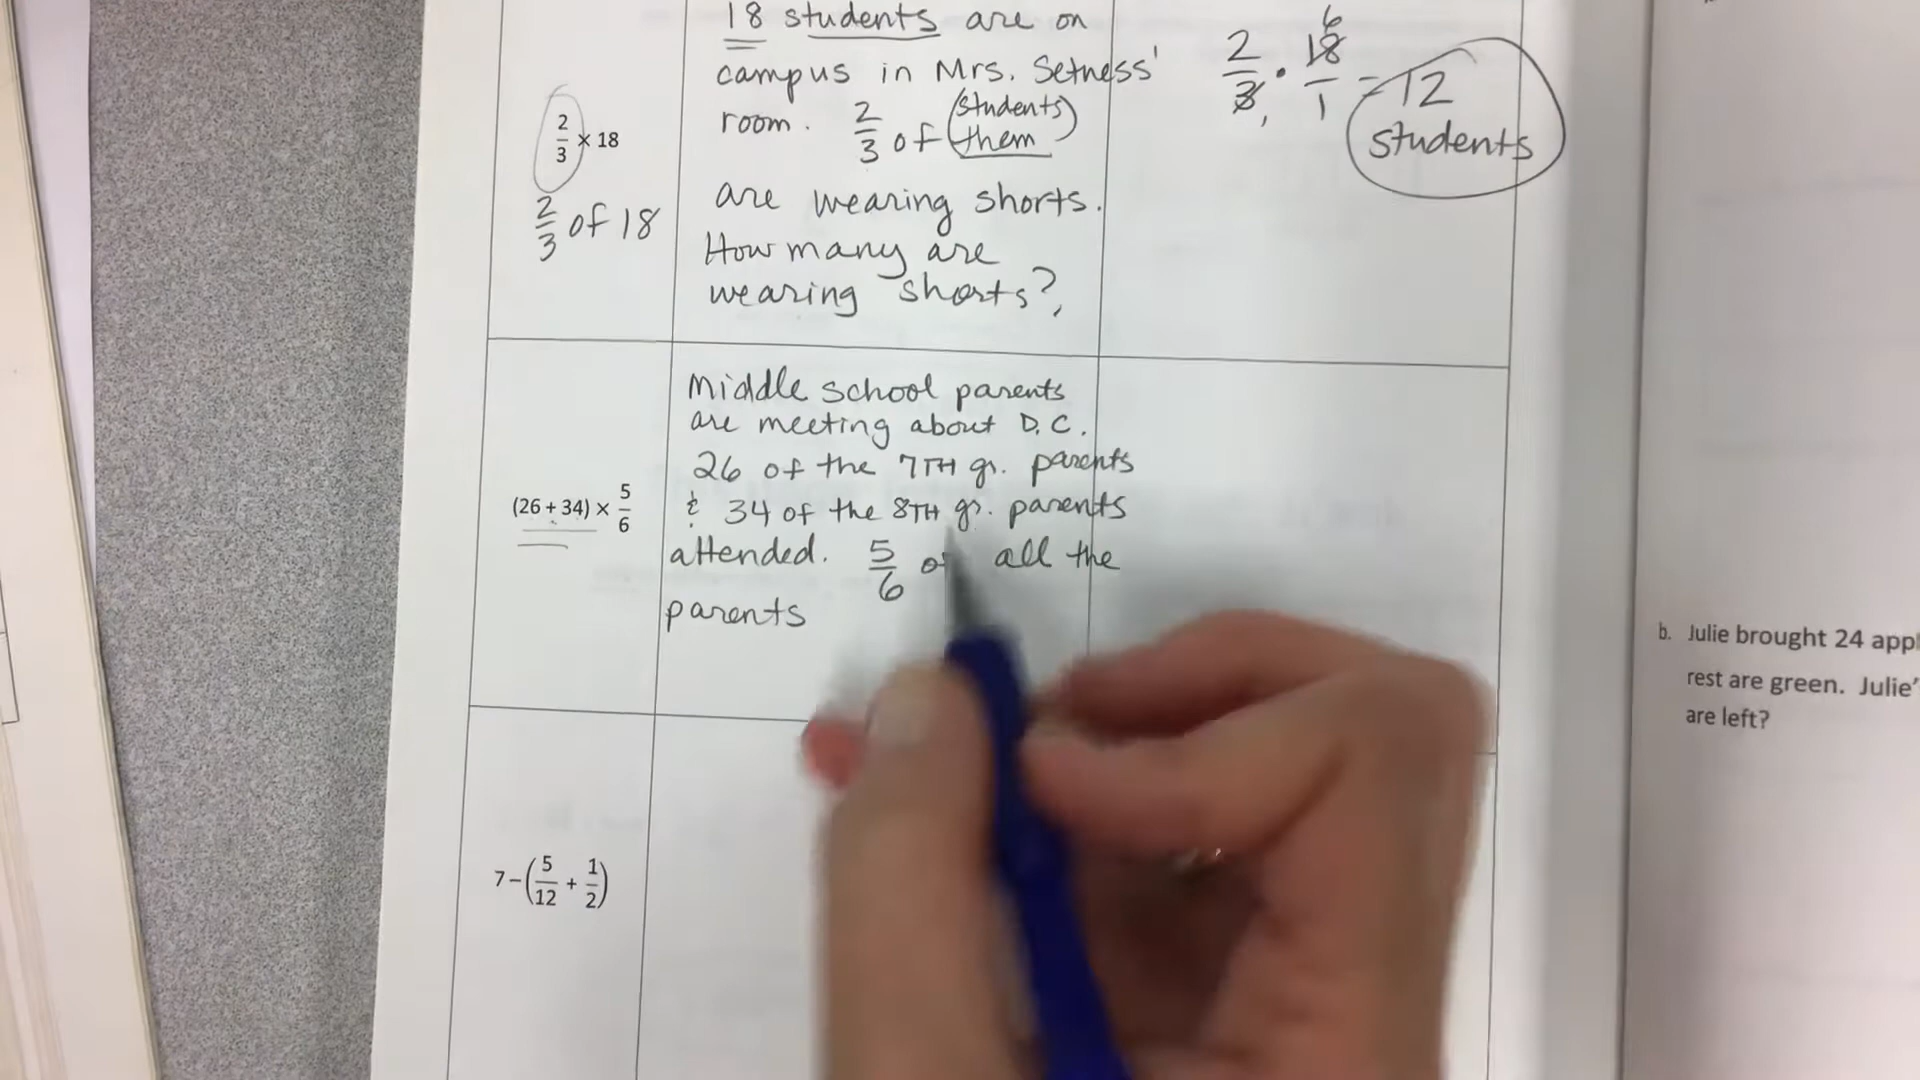 18 students are on
campus in Mrs. Setness'
room. 2/3 of (students)
them
are wearing shorts.
How many are
wearing shorts?
2/3 × 18
2/3 of 18
2/3 · 18/1 = 12
6
1
students
(26 + 34) × 5/6
Middle school parents
are meeting about D.C.
26 of the 7TH gr. parents
& 34 of the 8TH gr. parents
attended. 5/6 of all the
parents
7 – (5/12 + 1/2)
b. Julie brought 24
rest are green. Julie'
are left?